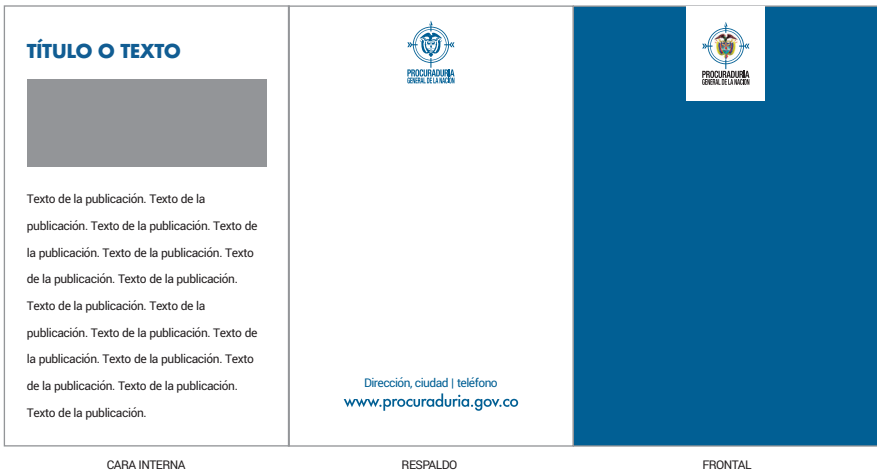 TÍTULO O TEXTO
Texto de la publicación. Texto de la
publicación. Texto de la publicación. Texto de
la publicación. Texto de la publicación. Texto
de la publicación. Texto de la publicación.
Texto de la publicación. Texto de la
publicación. Texto de la publicación. Texto de
la publicación. Texto de la publicación. Texto
de la publicación. Texto de la publicación.
Texto de la publicación.
CARA INTERNA
PROCURADURÍA
GENERAL DE LA NACIÓN
Dirección, ciudad | teléfono
www.procuraduria.gov.co
RESPALDO
PROCURADURÍA
GENERAL DE LA NACIÓN
FRONTAL